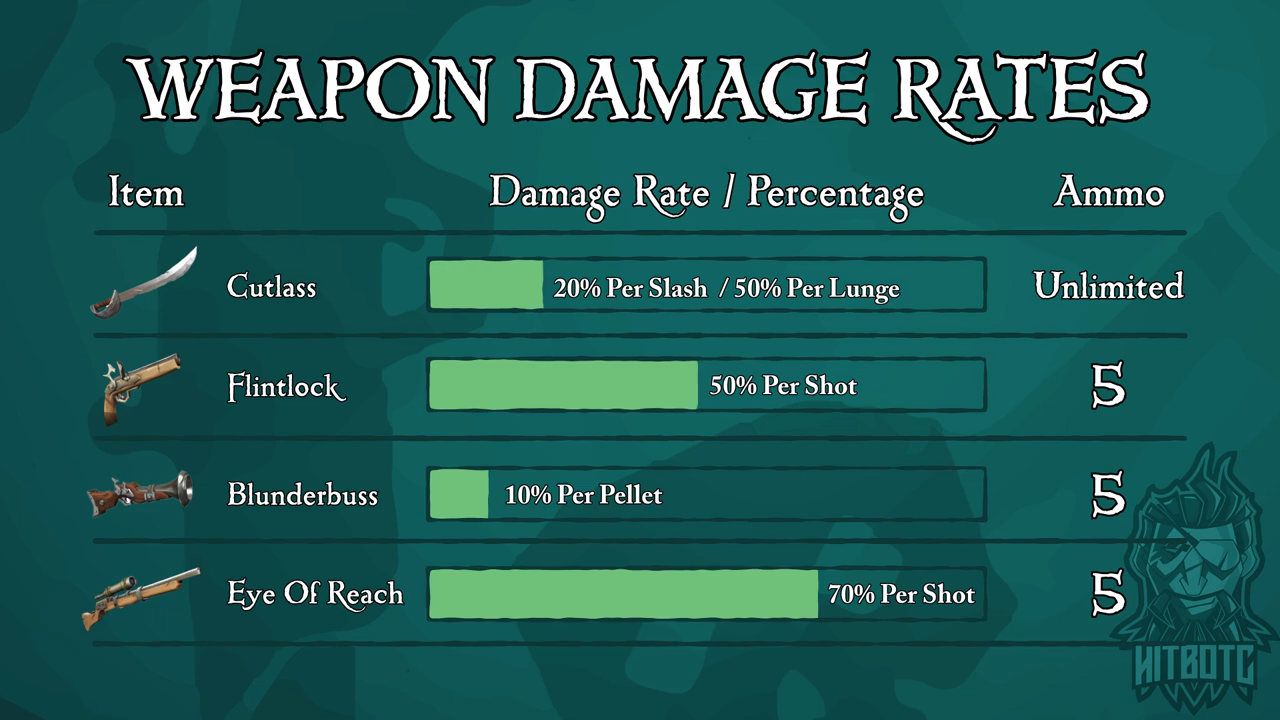 WEAPON DAMAGE RATES
Item Damage Rate / Percentage Ammo
Cutlass 20% Per Slash / 50% Per Lunge Unlimited
Flintlock 50% Per Shot 5
Blunderbuss 10% Per Pellet 5
Eye Of Reach 70% Per Shot 5
HITBOTC